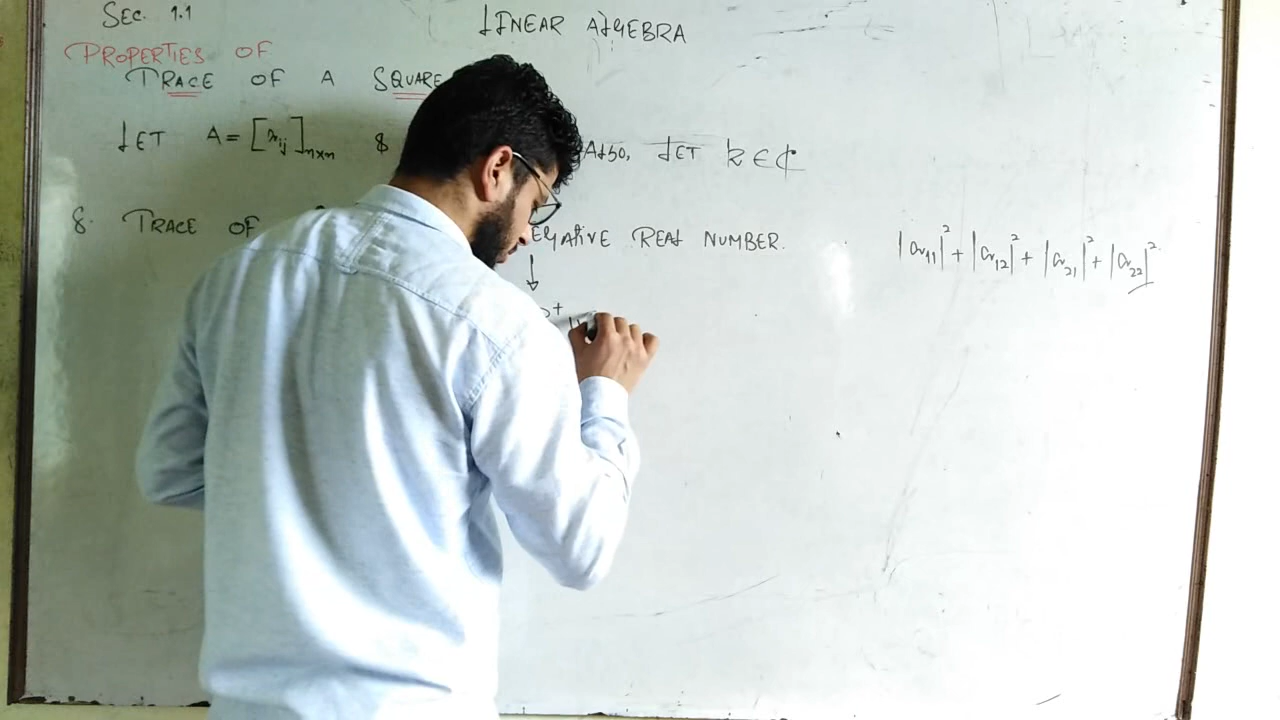 SEC. 1.1
LINEAR ALGEBRA
PROPERTIES OF
TRACE OF A SQUARE
LET A = [aij]n×n & Also, LET k ∈ ₵
8. TRACE OF EGATIVE REAL NUMBER.
|a11|² + |a12|² + |a21|² + |a22|²
↓